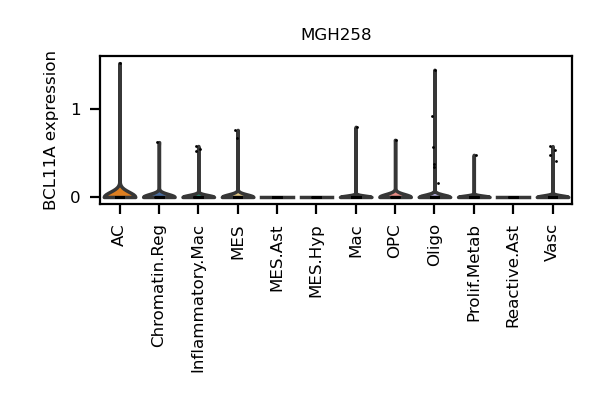 MGH258
BCL11A expression
1
0
AC
Chromatin.Reg
Inflammatory.Mac
MES
MES.Ast
MES.Hyp
Mac
OPC
Oligo
Prolif.Metab
Reactive.Ast
Vasc